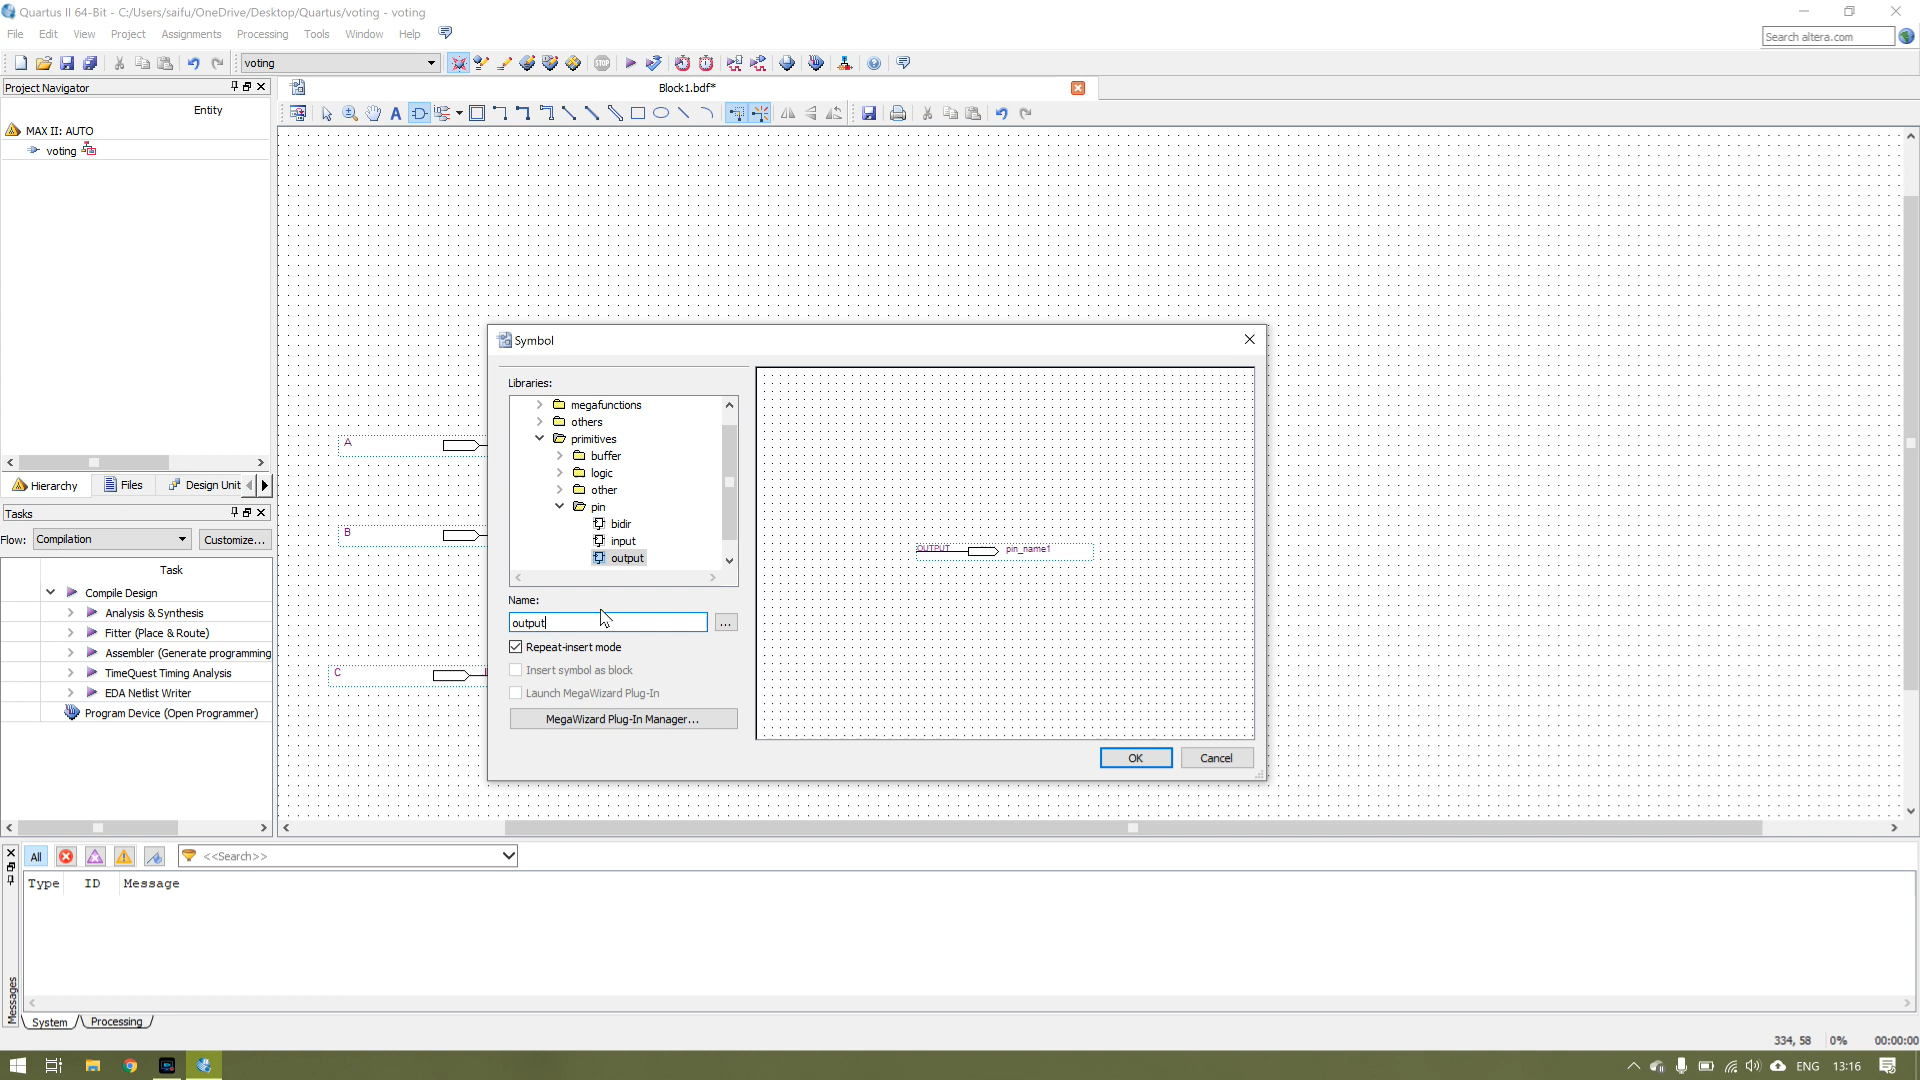 Quartus II 64-Bit - C:/Users/saifu/OneDrive/Desktop/Quartus/voting - voting
File Edit View Project Assignments Processing Tools Window Help
Search altera.com
voting
Project Navigator
Block1.bdf*
Entity
MAX II: AUTO
voting
Hierarchy Files Design Unit
Tasks
Flow: Compilation Customize...
Task
Compile Design
Analysis & Synthesis
Fitter (Place & Route)
Assembler (Generate programming
TimeQuest Timing Analysis
EDA Netlist Writer
Program Device (Open Programmer)
A
B
C
Symbol
Libraries:
megafunctions
others
primitives
buffer
logic
other
pin
bidir
input
output
Name:
output
...
Repeat-insert mode
Insert symbol as block
Launch MegaWizard Plug-In
MegaWizard Plug-In Manager...
OUTPUT pin_name1
OK Cancel
All <<Search>>
Type ID Message
Messages
System Processing
334, 58 0% 00:00:00
ENG 13:16